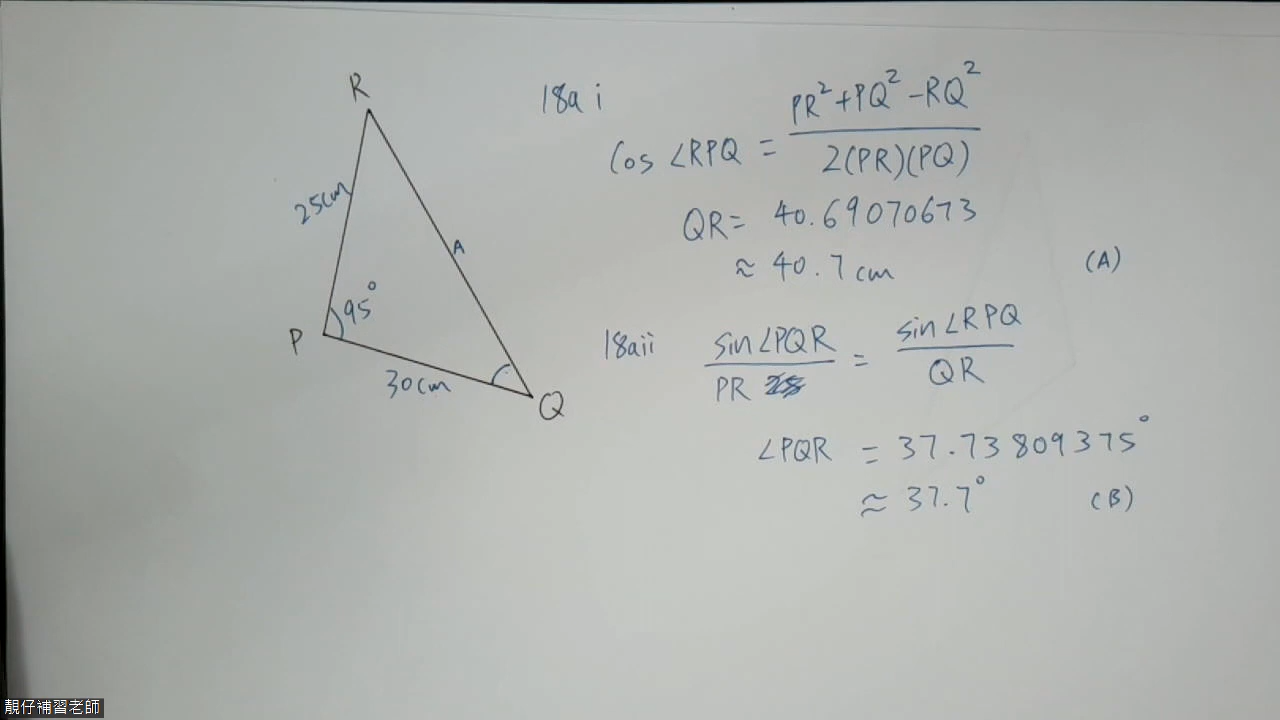 R
25cm
A
P
95°
30cm
Q
18a i
Cos ∠RPQ = PR²+PQ²-RQ² / 2(PR)(PQ)
QR = 40.69070673
≈ 40.7 cm (A)
18aii sin∠PQR / PR = sin∠RPQ / QR
∠PQR = 37.73809375°
≈ 37.7° (B)
靚仔補習老師